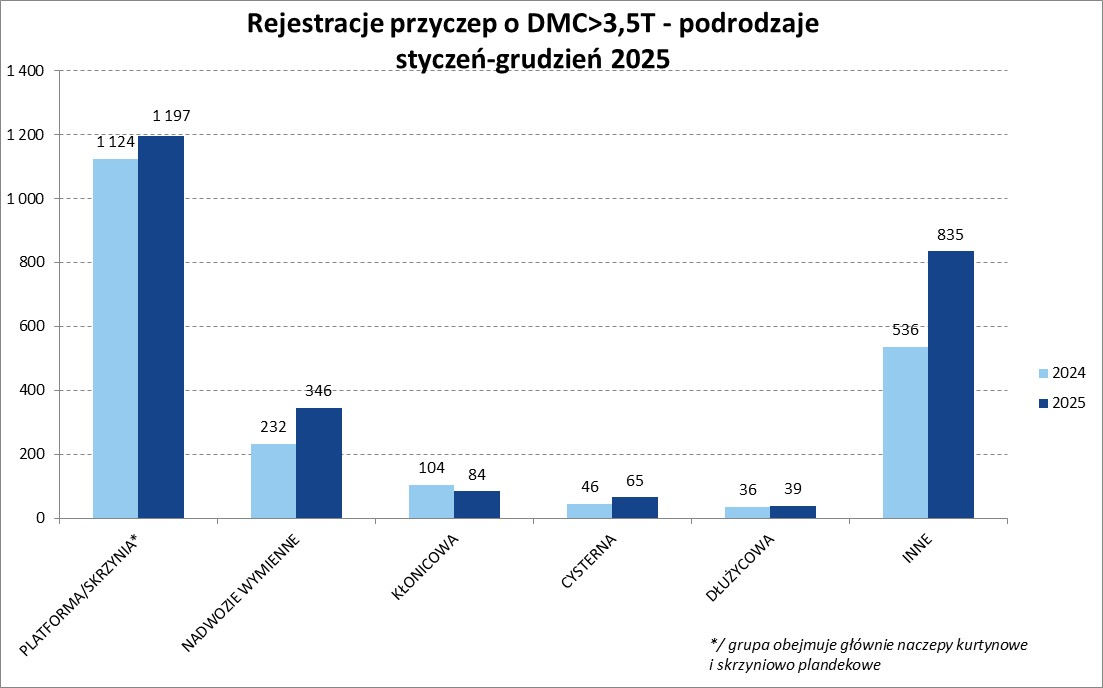 Rejestracje przyczep o DMC>3,5T - podrodzaje
styczeń-grudzień 2025
1 400
1 200
1 000
800
600
400
200
0
1 124
1 197
232
346
104
84
46
65
36
39
536
835
PLATFORMA/SKRZYNIA*
NADWOZIE WYMIENNE
KŁONICOWA
CYSTERNA
DŁUŻYCOWA
INNE
2024
2025
*/ grupa obejmuje głównie naczepy kurtynowe
i skrzyniowo plandekowe